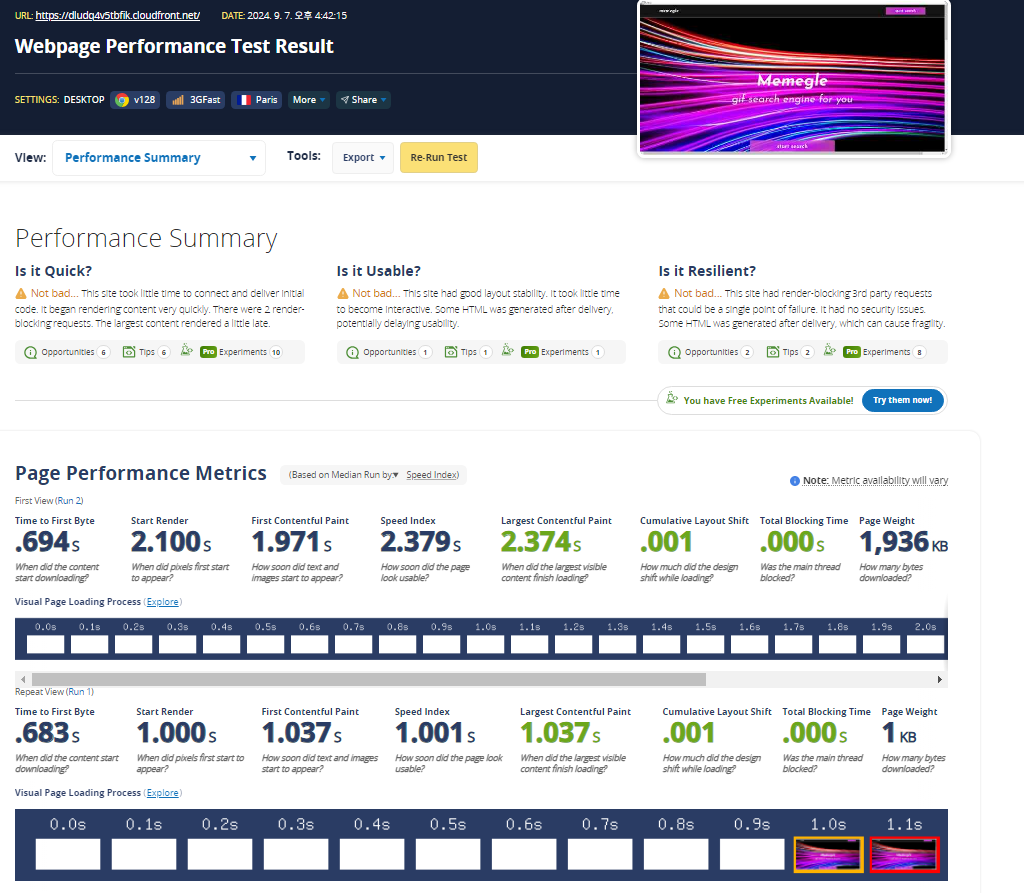 URL: https://dludq4v5tbfik.cloudfront.net/ DATE: 2024. 9. 7. 오후 4:42:15
Webpage Performance Test Result
SETTINGS: DESKTOP v128 3GFast Paris More Share
memegle start search
Memegle
gif search engine for you
start search
View: Performance Summary Tools: Export Re-Run Test
Performance Summary
Is it Quick?
Not bad... This site took little time to connect and deliver initial
code. It began rendering content very quickly. There were 2 render-
blocking requests. The largest content rendered a little late.
Opportunities 6 Tips 6 Pro Experiments 10
Is it Usable?
Not bad... This site had good layout stability. It took little time
to become interactive. Some HTML was generated after delivery,
potentially delaying usability.
Opportunities 1 Tips 1 Pro Experiments 1
Is it Resilient?
Not bad... This site had render-blocking 3rd party requests
that could be a single point of failure. It had no security issues.
Some HTML was generated after delivery, which can cause fragility.
Opportunities 2 Tips 2 Pro Experiments 8
You have Free Experiments Available! Try them now!
Page Performance Metrics (Based on Median Run by:▾ Speed Index)
Note: Metric availability will vary
First View (Run 2)
Time to First Byte Start Render First Contentful Paint Speed Index Largest Contentful Paint Cumulative Layout Shift Total Blocking Time Page Weight
.694s 2.100s 1.971s 2.379s 2.374s .001 .000s 1,936KB
When did the content When did pixels first start How soon did text and How soon did the page When did the largest visible How much did the design Was the main thread How many bytes
start downloading? to appear? images start to appear? look usable? content finish loading? shift while loading? blocked? downloaded?
Visual Page Loading Process (Explore)
0.0s 0.1s 0.2s 0.3s 0.4s 0.5s 0.6s 0.7s 0.8s 0.9s 1.0s 1.1s 1.2s 1.3s 1.4s 1.5s 1.6s 1.7s 1.8s 1.9s 2.0s
Repeat View (Run 1)
Time to First Byte Start Render First Contentful Paint Speed Index Largest Contentful Paint Cumulative Layout Shift Total Blocking Time Page Weight
.683s 1.000s 1.037s 1.001s 1.037s .001 .000s 1 KB
When did the content start When did pixels first start to How soon did text and images How soon did the page look When did the largest visible How much did the design Was the main thread How many bytes
downloading? appear? start to appear? usable? content finish loading? shift while loading? blocked? downloaded?
Visual Page Loading Process (Explore)
0.0s 0.1s 0.2s 0.3s 0.4s 0.5s 0.6s 0.7s 0.8s 0.9s 1.0s 1.1s